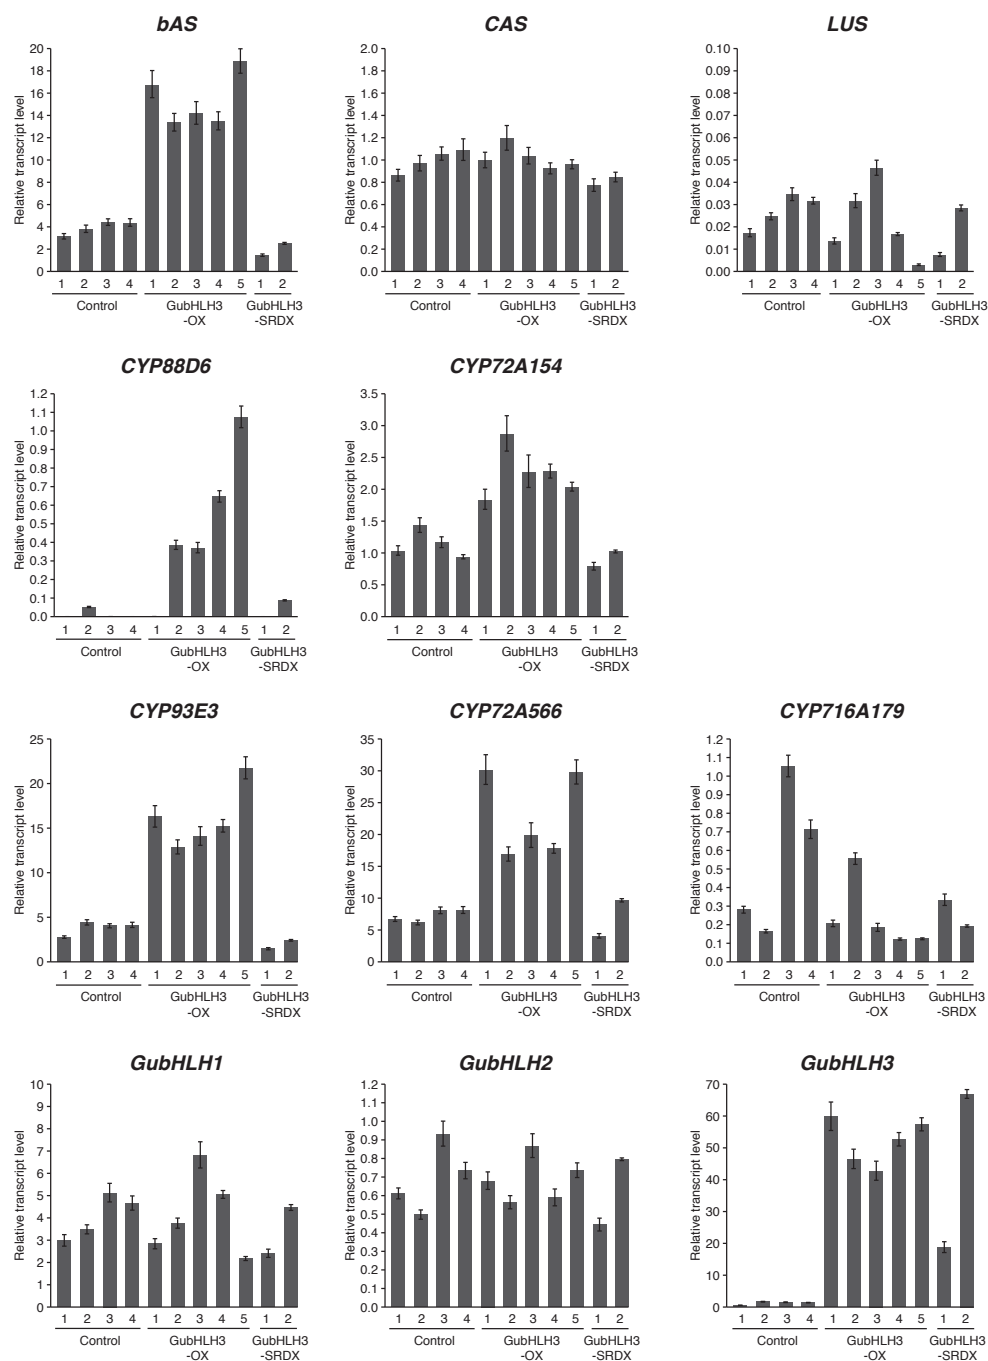 bAS
Relative transcript level
20
18
16
14
12
10
8
6
4
2
0
1 2 3 4 1 2 3 4 5 1 2
Control GubHLH3 GubHLH3
-OX -SRDX
CAS
Relative transcript level
2.0
1.8
1.6
1.4
1.2
1.0
0.8
0.6
0.4
0.2
0.0
1 2 3 4 1 2 3 4 5 1 2
Control GubHLH3 GubHLH3
-OX -SRDX
LUS
Relative transcript level
0.10
0.09
0.08
0.07
0.06
0.05
0.04
0.03
0.02
0.01
0.00
1 2 3 4 1 2 3 4 5 1 2
Control GubHLH3 GubHLH3
-OX -SRDX
CYP88D6
Relative transcript level
1.2
1.1
1.0
0.9
0.8
0.7
0.6
0.5
0.4
0.3
0.2
0.1
0.0
1 2 3 4 1 2 3 4 5 1 2
Control GubHLH3 GubHLH3
-OX -SRDX
CYP72A154
Relative transcript level
3.5
3.0
2.5
2.0
1.5
1.0
0.5
0.0
1 2 3 4 1 2 3 4 5 1 2
Control GubHLH3 GubHLH3
-OX -SRDX
CYP93E3
Relative transcript level
25
20
15
10
5
0
1 2 3 4 1 2 3 4 5 1 2
Control GubHLH3 GubHLH3
-OX -SRDX
CYP72A566
Relative transcript level
35
30
25
20
15
10
5
0
1 2 3 4 1 2 3 4 5 1 2
Control GubHLH3 GubHLH3
-OX -SRDX
CYP716A179
Relative transcript level
1.2
1.1
1.0
0.9
0.8
0.7
0.6
0.5
0.4
0.3
0.2
0.1
0.0
1 2 3 4 1 2 3 4 5 1 2
Control GubHLH3 GubHLH3
-OX -SRDX
GubHLH1
Relative transcript level
10
9
8
7
6
5
4
3
2
1
0
1 2 3 4 1 2 3 4 5 1 2
Control GubHLH3 GubHLH3
-OX -SRDX
GubHLH2
Relative transcript level
1.2
1.1
1.0
0.9
0.8
0.7
0.6
0.5
0.4
0.3
0.2
0.1
0.0
1 2 3 4 1 2 3 4 5 1 2
Control GubHLH3 GubHLH3
-OX -SRDX
GubHLH3
Relative transcript level
70
60
50
40
30
20
10
0
1 2 3 4 1 2 3 4 5 1 2
Control GubHLH3 GubHLH3
-OX -SRDX